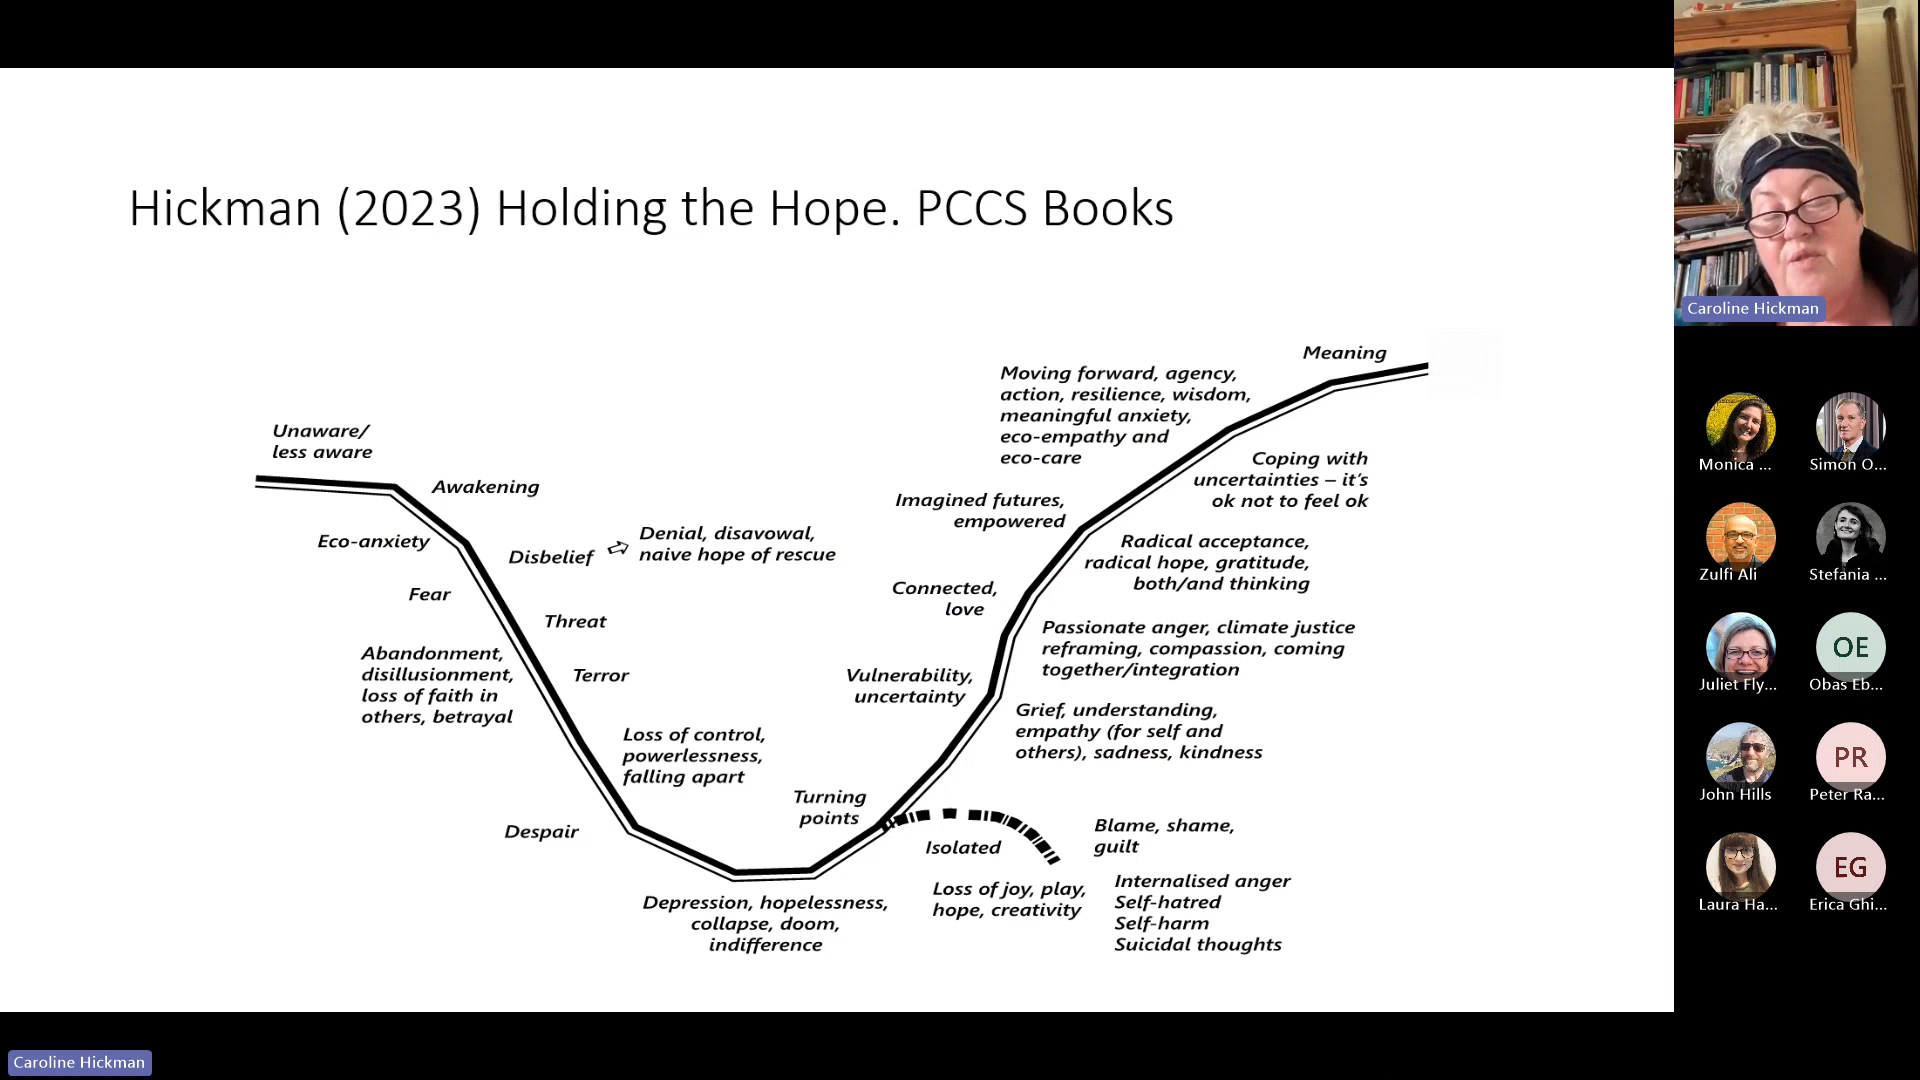 Hickman (2023) Holding the Hope. PCCS Books
Unaware/
less aware
Awakening
Eco-anxiety
Disbelief
Denial, disavowal,
naive hope of rescue
Fear
Threat
Abandonment,
disillusionment,
loss of faith in
others, betrayal
Terror
Loss of control,
powerlessness,
falling apart
Despair
Depression, hopelessness,
collapse, doom,
indifference
Turning
points
Isolated
Loss of joy, play,
hope, creativity
Blame, shame,
guilt
Internalised anger
Self-hatred
Self-harm
Suicidal thoughts
Vulnerability,
uncertainty
Grief, understanding,
empathy (for self and
others), sadness, kindness
Connected,
love
Passionate anger, climate justice
reframing, compassion, coming
together/integration
Imagined futures,
empowered
Radical acceptance,
radical hope, gratitude,
both/and thinking
Moving forward, agency,
action, resilience, wisdom,
meaningful anxiety,
eco-empathy and
eco-care
Coping with
uncertainties – it’s
ok not to feel ok
Meaning
Caroline Hickman
Monica ...
Simon O...
Zulfi Ali
Stefania ...
Juliet Fly...
OE
Obas Eb...
John Hills
PR
Peter Ra...
Laura Ha...
EG
Erica Ghi...
Caroline Hickman